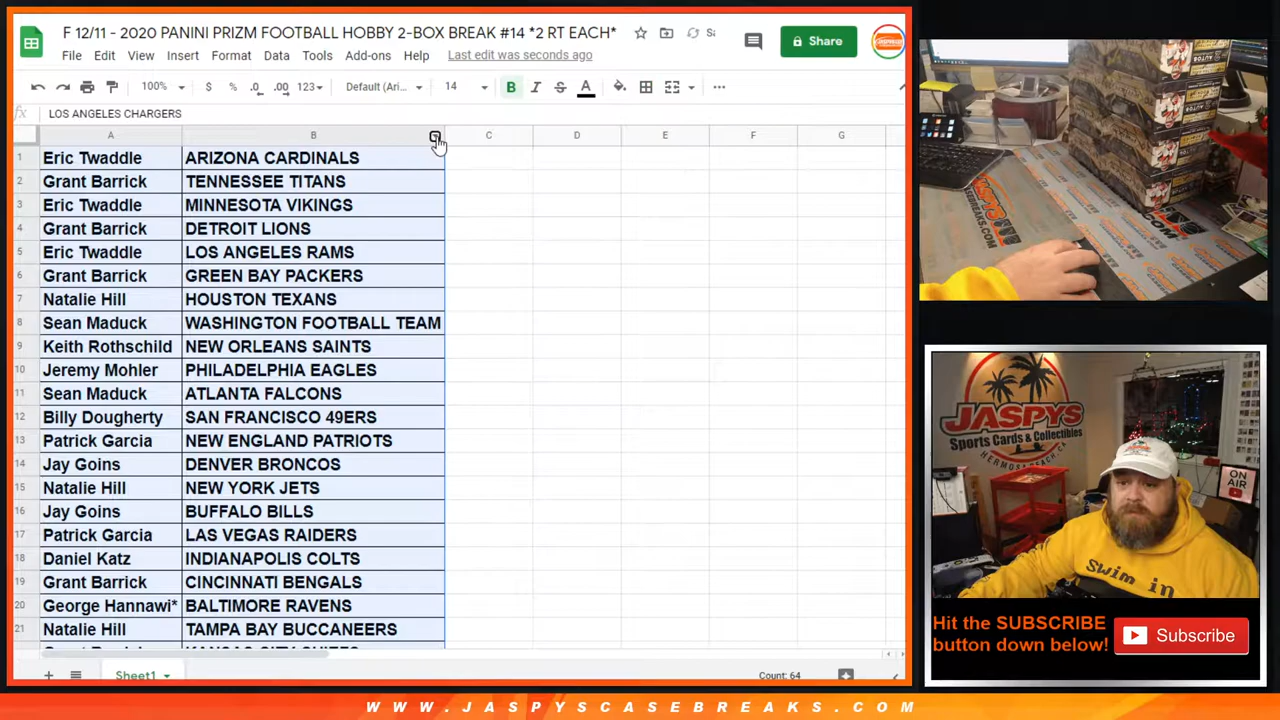 F 12/11 - 2020 PANINI PRIZM FOOTBALL HOBBY 2-BOX BREAK #14 *2 RT EACH*
File Edit View Insert Format Data Tools Add-ons Help Last edit was seconds ago
Share
100% $ % .0 .00 123 Default (Ari... 14 B I S A
fx LOS ANGELES CHARGERS
A B C D E F G
1 Eric Twaddle ARIZONA CARDINALS
2 Grant Barrick TENNESSEE TITANS
3 Eric Twaddle MINNESOTA VIKINGS
4 Grant Barrick DETROIT LIONS
5 Eric Twaddle LOS ANGELES RAMS
6 Grant Barrick GREEN BAY PACKERS
7 Natalie Hill HOUSTON TEXANS
8 Sean Maduck WASHINGTON FOOTBALL TEAM
9 Keith Rothschild NEW ORLEANS SAINTS
10 Jeremy Mohler PHILADELPHIA EAGLES
11 Sean Maduck ATLANTA FALCONS
12 Billy Dougherty SAN FRANCISCO 49ERS
13 Patrick Garcia NEW ENGLAND PATRIOTS
14 Jay Goins DENVER BRONCOS
15 Natalie Hill NEW YORK JETS
16 Jay Goins BUFFALO BILLS
17 Patrick Garcia LAS VEGAS RAIDERS
18 Daniel Katz INDIANAPOLIS COLTS
19 Grant Barrick CINCINNATI BENGALS
20 George Hannawi* BALTIMORE RAVENS
21 Natalie Hill TAMPA BAY BUCCANEERS
Sheet1
Count: 64
JASPYS
Sports Cards & Collectibles
HERMOSA BEACH, CA
ON
AIR
Swim in
Hit the SUBSCRIBE
button down below!
Subscribe
WWW.JASPYSCASEBREAKS.COM